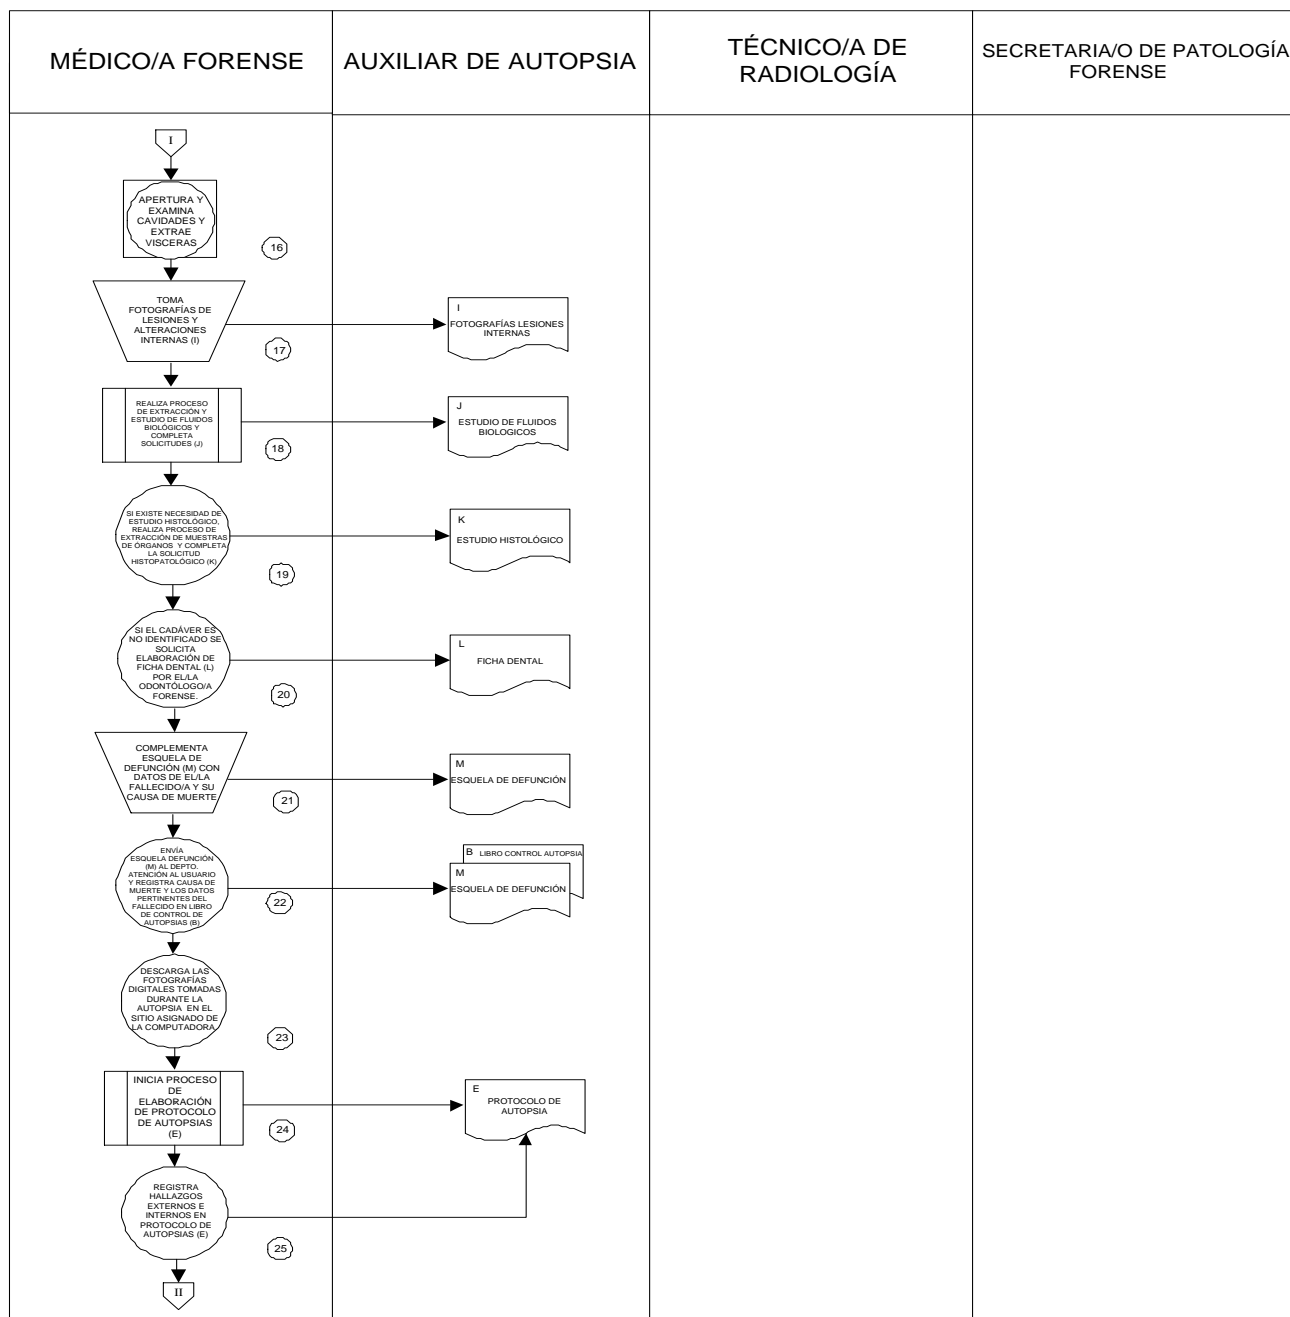 MÉDICO/A FORENSE
AUXILIAR DE AUTOPSIA
TÉCNICO/A DE
RADIOLOGÍA
SECRETARIA/O DE PATOLOGÍA
FORENSE
I
APERTURA Y
EXAMINA
CAVIDADES Y
EXTRAE
VISCERAS
16
TOMA
FOTOGRAFÍAS DE
LESIONES Y
ALTERACIONES
INTERNAS (I)
17
I
FOTOGRAFÍAS LESIONES
INTERNAS
REALIZA PROCESO
DE EXTRACCIÓN Y
ESTUDIO DE FLUIDOS
BIOLÓGICOS Y
COMPLETA
SOLICITUDES (J)
18
J
ESTUDIO DE FLUIDOS
BIOLOGICOS
SI EXISTE NECESIDAD DE
ESTUDIO HISTOLÓGICO,
REALIZA PROCESO DE
EXTRACCIÓN DE MUESTRAS
DE ÓRGANOS Y COMPLETA
LA SOLICITUD
HISTOPATOLÓGICO (K)
19
K
ESTUDIO HISTOLÓGICO
SI EL CADÁVER ES
NO IDENTIFICADO SE
SOLICITA
ELABORACIÓN DE
FICHA DENTAL (L)
POR EL/LA
ODONTÓLOGO/A
FORENSE.
20
L
FICHA DENTAL
COMPLEMENTA
ESQUELA DE
DEFUNCIÓN (M) CON
DATOS DE EL/LA
FALLECIDO/A Y SU
CAUSA DE MUERTE
21
M
ESQUELA DE DEFUNCIÓN
ENVÍA
ESQUELA DEFUNCIÓN
(M) AL DEPTO.
ATENCIÓN AL USUARIO
Y REGISTRA CAUSA DE
MUERTE Y LOS DATOS
PERTINENTES DEL
FALLECIDO EN LIBRO
DE CONTROL DE
AUTOPSIAS (B)
22
B LIBRO CONTROL AUTOPSIA
M
ESQUELA DE DEFUNCIÓN
DESCARGA LAS
FOTOGRAFÍAS
DIGITALES TOMADAS
DURANTE LA
AUTOPSIA EN EL
SITIO ASIGNADO DE
LA COMPUTADORA
23
INICIA PROCESO
DE
ELABORACIÓN
DE PROTOCOLO
DE AUTOPSIAS
(E)
24
E
PROTOCOLO DE
AUTOPSIA
REGISTRA
HALLAZGOS
EXTERNOS E
INTERNOS EN
PROTOCOLO DE
AUTOPSIAS (E)
25
II